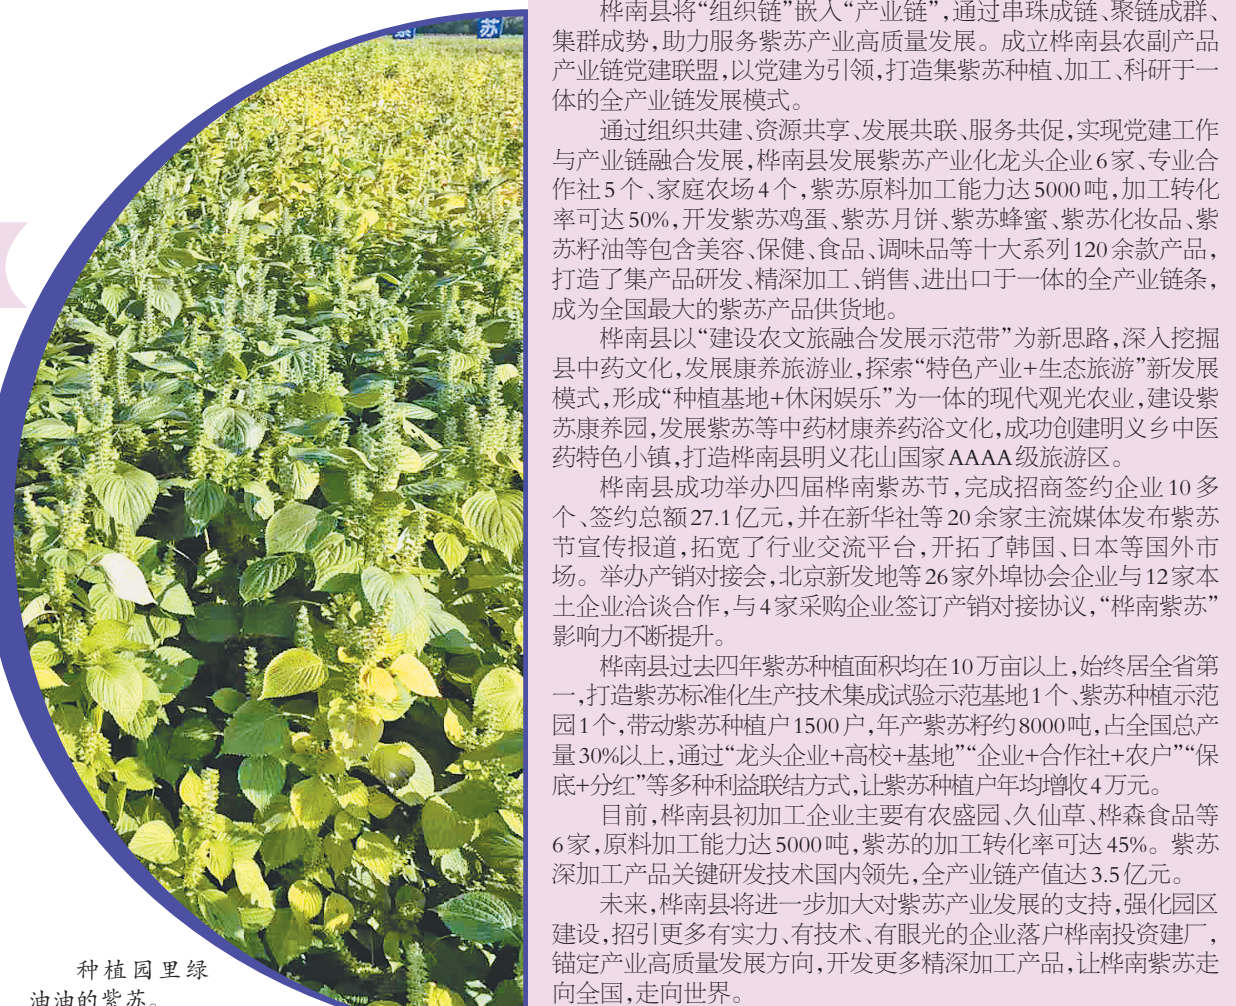 紫 苏
桦南县将“组织链”嵌入“产业链”，通过串珠成链、聚链成群、
集群成势，助力服务紫苏产业高质量发展。成立桦南县农副产品
产业链党建联盟，以党建为引领，打造集紫苏种植、加工、科研于一
体的全产业链发展模式。
通过组织共建、资源共享、发展共联、服务共促，实现党建工作
与产业链融合发展，桦南县发展紫苏产业化龙头企业6家、专业合
作社5个、家庭农场4个，紫苏原料加工能力达5000吨，加工转化
率可达50%，开发紫苏鸡蛋、紫苏月饼、紫苏蜂蜜、紫苏化妆品、紫
苏籽油等包含美容、保健、食品、调味品等十大系列120余款产品，
打造了集产品研发、精深加工、销售、进出口于一体的全产业链条，
成为全国最大的紫苏产品供货地。
桦南县以“建设农文旅融合发展示范带”为新思路，深入挖掘
县中药文化，发展康养旅游业，探索“特色产业+生态旅游”新发展
模式，形成“种植基地+休闲娱乐”为一体的现代观光农业，建设紫
苏康养园，发展紫苏等中药材康养药浴文化，成功创建明义乡中医
药特色小镇，打造桦南县明义花山国家AAAA级旅游区。
桦南县成功举办四届桦南紫苏节，完成招商签约企业10多
个、签约总额27.1亿元，并在新华社等20余家主流媒体发布紫苏
节宣传报道，拓宽了行业交流平台，开拓了韩国、日本等国外市
场。举办产销对接会，北京新发地等26家外埠协会企业与12家本
土企业洽谈合作，与4家采购企业签订产销对接协议，“桦南紫苏”
影响力不断提升。
桦南县过去四年紫苏种植面积均在10万亩以上，始终居全省第
一，打造紫苏标准化生产技术集成试验示范基地1个、紫苏种植示范
园1个，带动紫苏种植户1500户，年产紫苏籽约8000吨，占全国总产
量30%以上，通过“龙头企业+高校+基地”“企业+合作社+农户”“保
底+分红”等多种利益联结方式，让紫苏种植户年均增收4万元。
目前，桦南县初加工企业主要有农盛园、久仙草、桦森食品等
6家，原料加工能力达5000吨，紫苏的加工转化率可达45%。紫苏
深加工产品关键研发技术国内领先，全产业链产值达3.5亿元。
未来，桦南县将进一步加大对紫苏产业发展的支持，强化园区
建设，招引更多有实力、有技术、有眼光的企业落户桦南投资建厂，
锚定产业高质量发展方向，开发更多精深加工产品，让桦南紫苏走
向全国，走向世界。
种植园里绿
油油的紫苏。